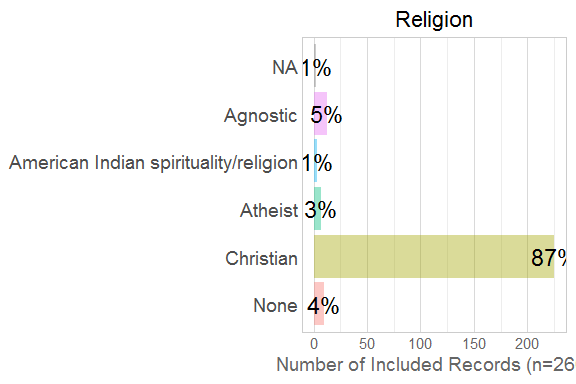 Religion
NA 1%
Agnostic 5%
American Indian spirituality/religion 1%
Atheist 3%
Christian 87%
None 4%
0 50 100 150 200
Number of Included Records (n=26